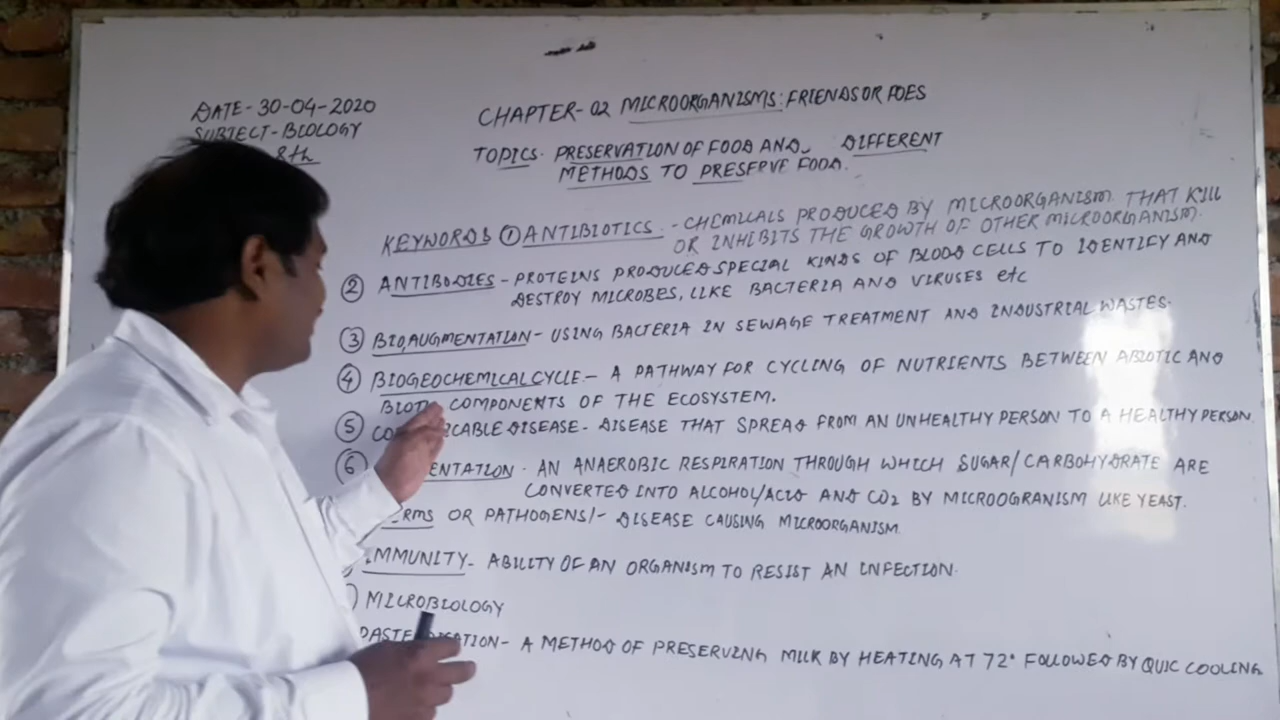 DATE- 30-04-2020
SUBJECT-BIOLOGY
8th
CHAPTER-02 MICROORGANISMS: FRIENDS OR FOES
TOPICS- PRESERVATION OF FOOD AND DIFFERENT
METHODS TO PRESERVE FOOD.
KEYWORDS ① ANTIBIOTICS - CHEMICALS PRODUCED BY MICROORGANISM THAT KILL
OR INHIBITS THE GROWTH OF OTHER MICROORGANISM.
② ANTIBODIES - PROTEINS PRODUCED SPECIAL KINDS OF BLOOD CELLS TO IDENTIFY AND
DESTROY MICROBES, LIKE BACTERIA AND VIRUSES etc
③ BIOAUGMENTATION - USING BACTERIA IN SEWAGE TREATMENT AND INDUSTRIAL WASTES.
④ BIOGEOCHEMICAL CYCLE - A PATHWAY FOR CYCLING OF NUTRIENTS BETWEEN ABIOTIC AND
COMPONENTS OF THE ECOSYSTEM.
⑤ DISEASE - DISEASE THAT SPREAD FROM AN UNHEALTHY PERSON TO A HEALTHY PERSON
⑥ AN ANAEROBIC RESPIRATION THROUGH WHICH SUGAR/CARBOHYDRATE ARE
CONVERTED INTO ALCOHOL/ACID AND CO2 BY MICROOGRANISM LIKE YEAST.
OR PATHOGENS/- DISEASE CAUSING MICROORGANISM.
IMMUNITY - ABILITY OF AN ORGANISM TO RESIST AN INFECTION.
MICROBIOLOGY
A METHOD OF PRESERVING MILK BY HEATING AT 72° FOLLOWED BY QUIC COOLING